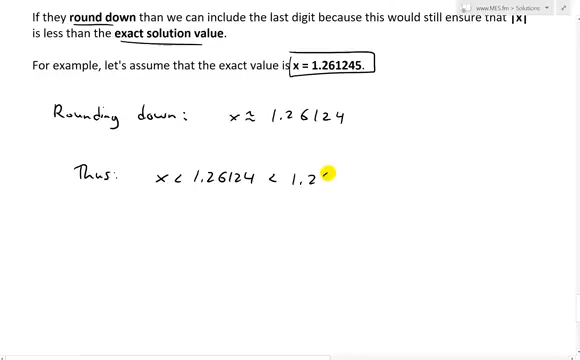 www.MES.fm > Settings
If they round down than we can include the last digit because this would still ensure that |x|
is less than the exact solution value.
For example, let's assume that the exact value is x = 1.261245.
Rounding down: x ≈ 1.26124
Thus: x < 1.26124 < 1.2